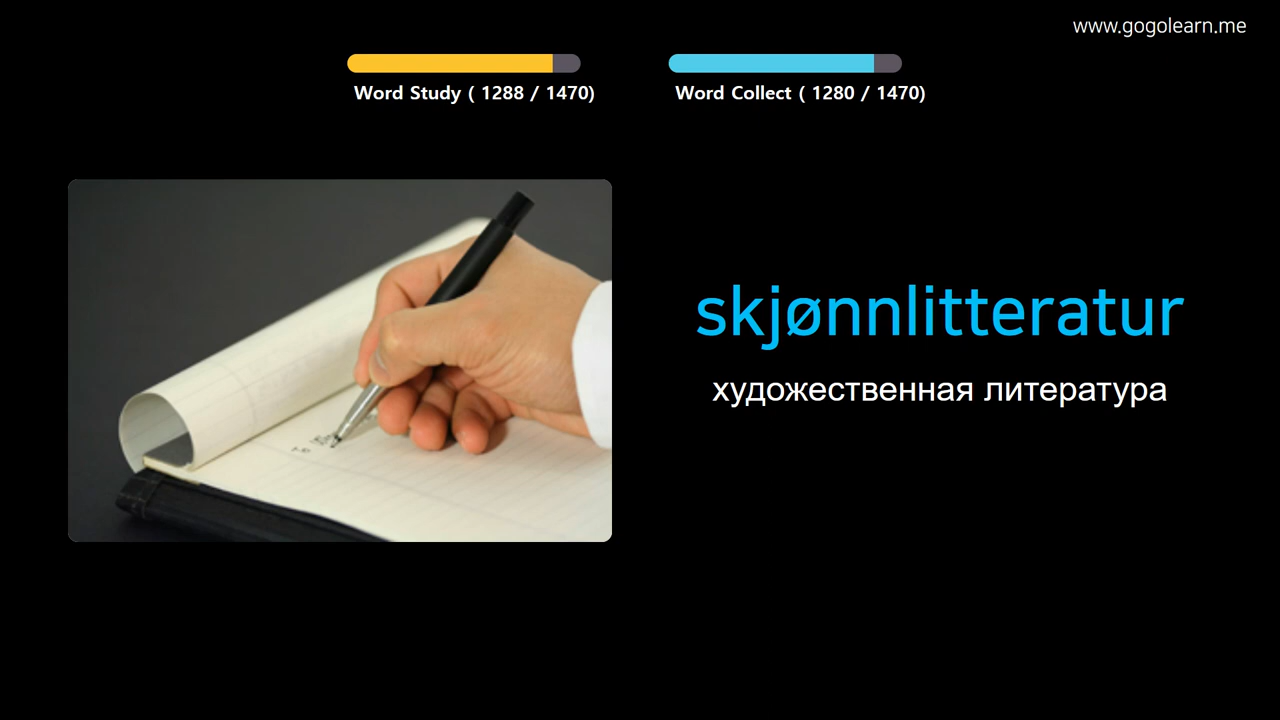 www.gogolearn.me
Word Study ( 1288 / 1470)
Word Collect ( 1280 / 1470)
skjønnlitteratur
художественная литература